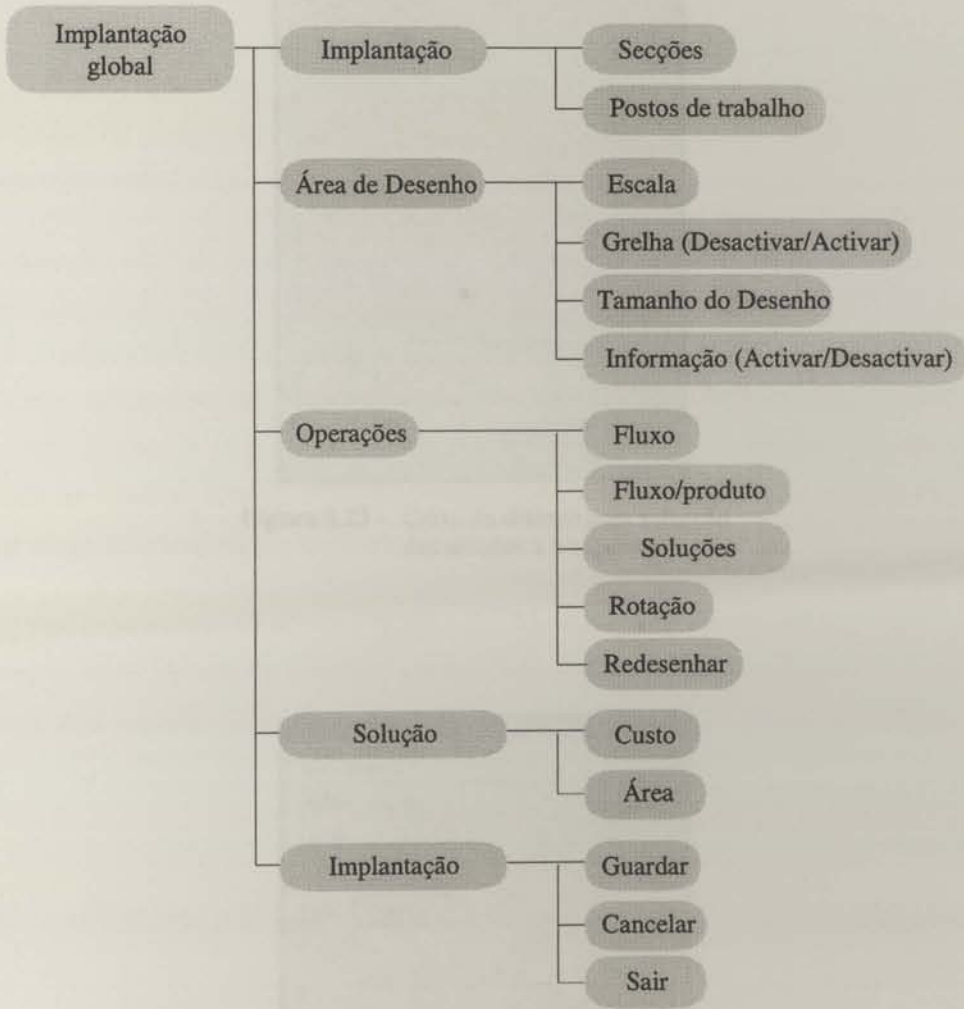 Implantação
global
Implantação
Secções
Postos de trabalho
Área de Desenho
Escala
Grelha (Desactivar/Activar)
Tamanho do Desenho
Informação (Activar/Desactivar)
Operações
Fluxo
Fluxo/produto
Soluções
Rotação
Redesenhar
Solução
Custo
Área
Implantação
Guardar
Cancelar
Sair